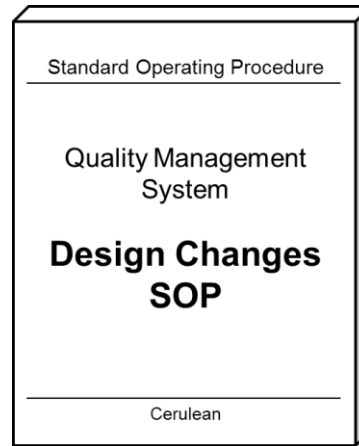 Standard Operating Procedure
Quality Management
System
Design Changes
SOP
Cerulean